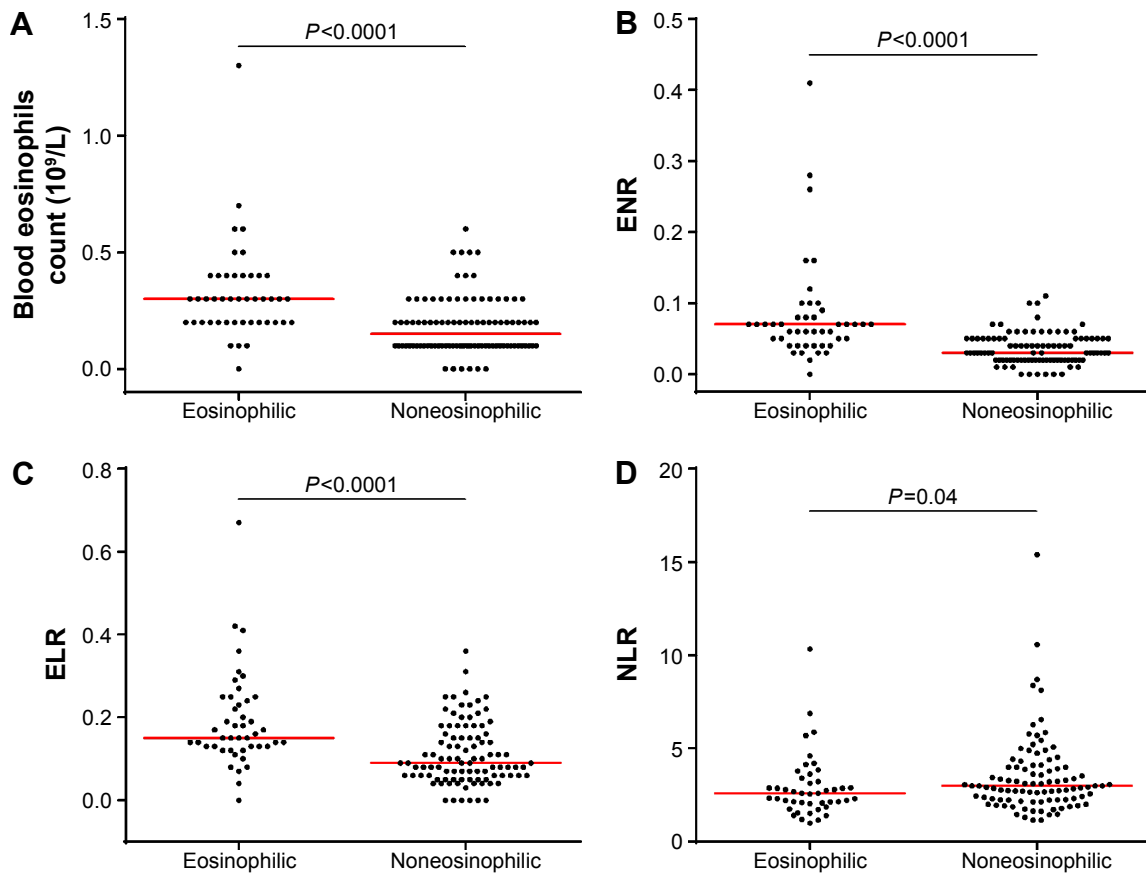 A
Blood eosinophils
count (10⁹/L)
1.5
1.0
0.5
0.0
P<0.0001
Eosinophilic
Noneosinophilic
B
ENR
0.5
0.4
0.3
0.2
0.1
0.0
P<0.0001
Eosinophilic
Noneosinophilic
C
ELR
0.8
0.6
0.4
0.2
0.0
P<0.0001
Eosinophilic
Noneosinophilic
D
NLR
20
15
10
5
0
P=0.04
Eosinophilic
Noneosinophilic